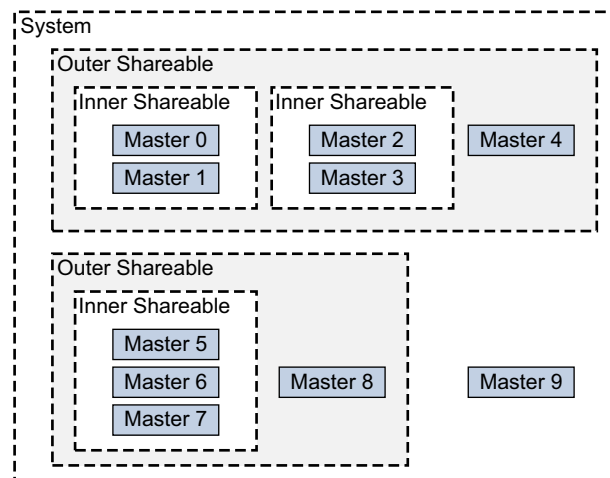 System
Outer Shareable
Inner Shareable
Master 0
Master 1
Inner Shareable
Master 2
Master 3
Master 4
Outer Shareable
Inner Shareable
Master 5
Master 6
Master 7
Master 8
Master 9